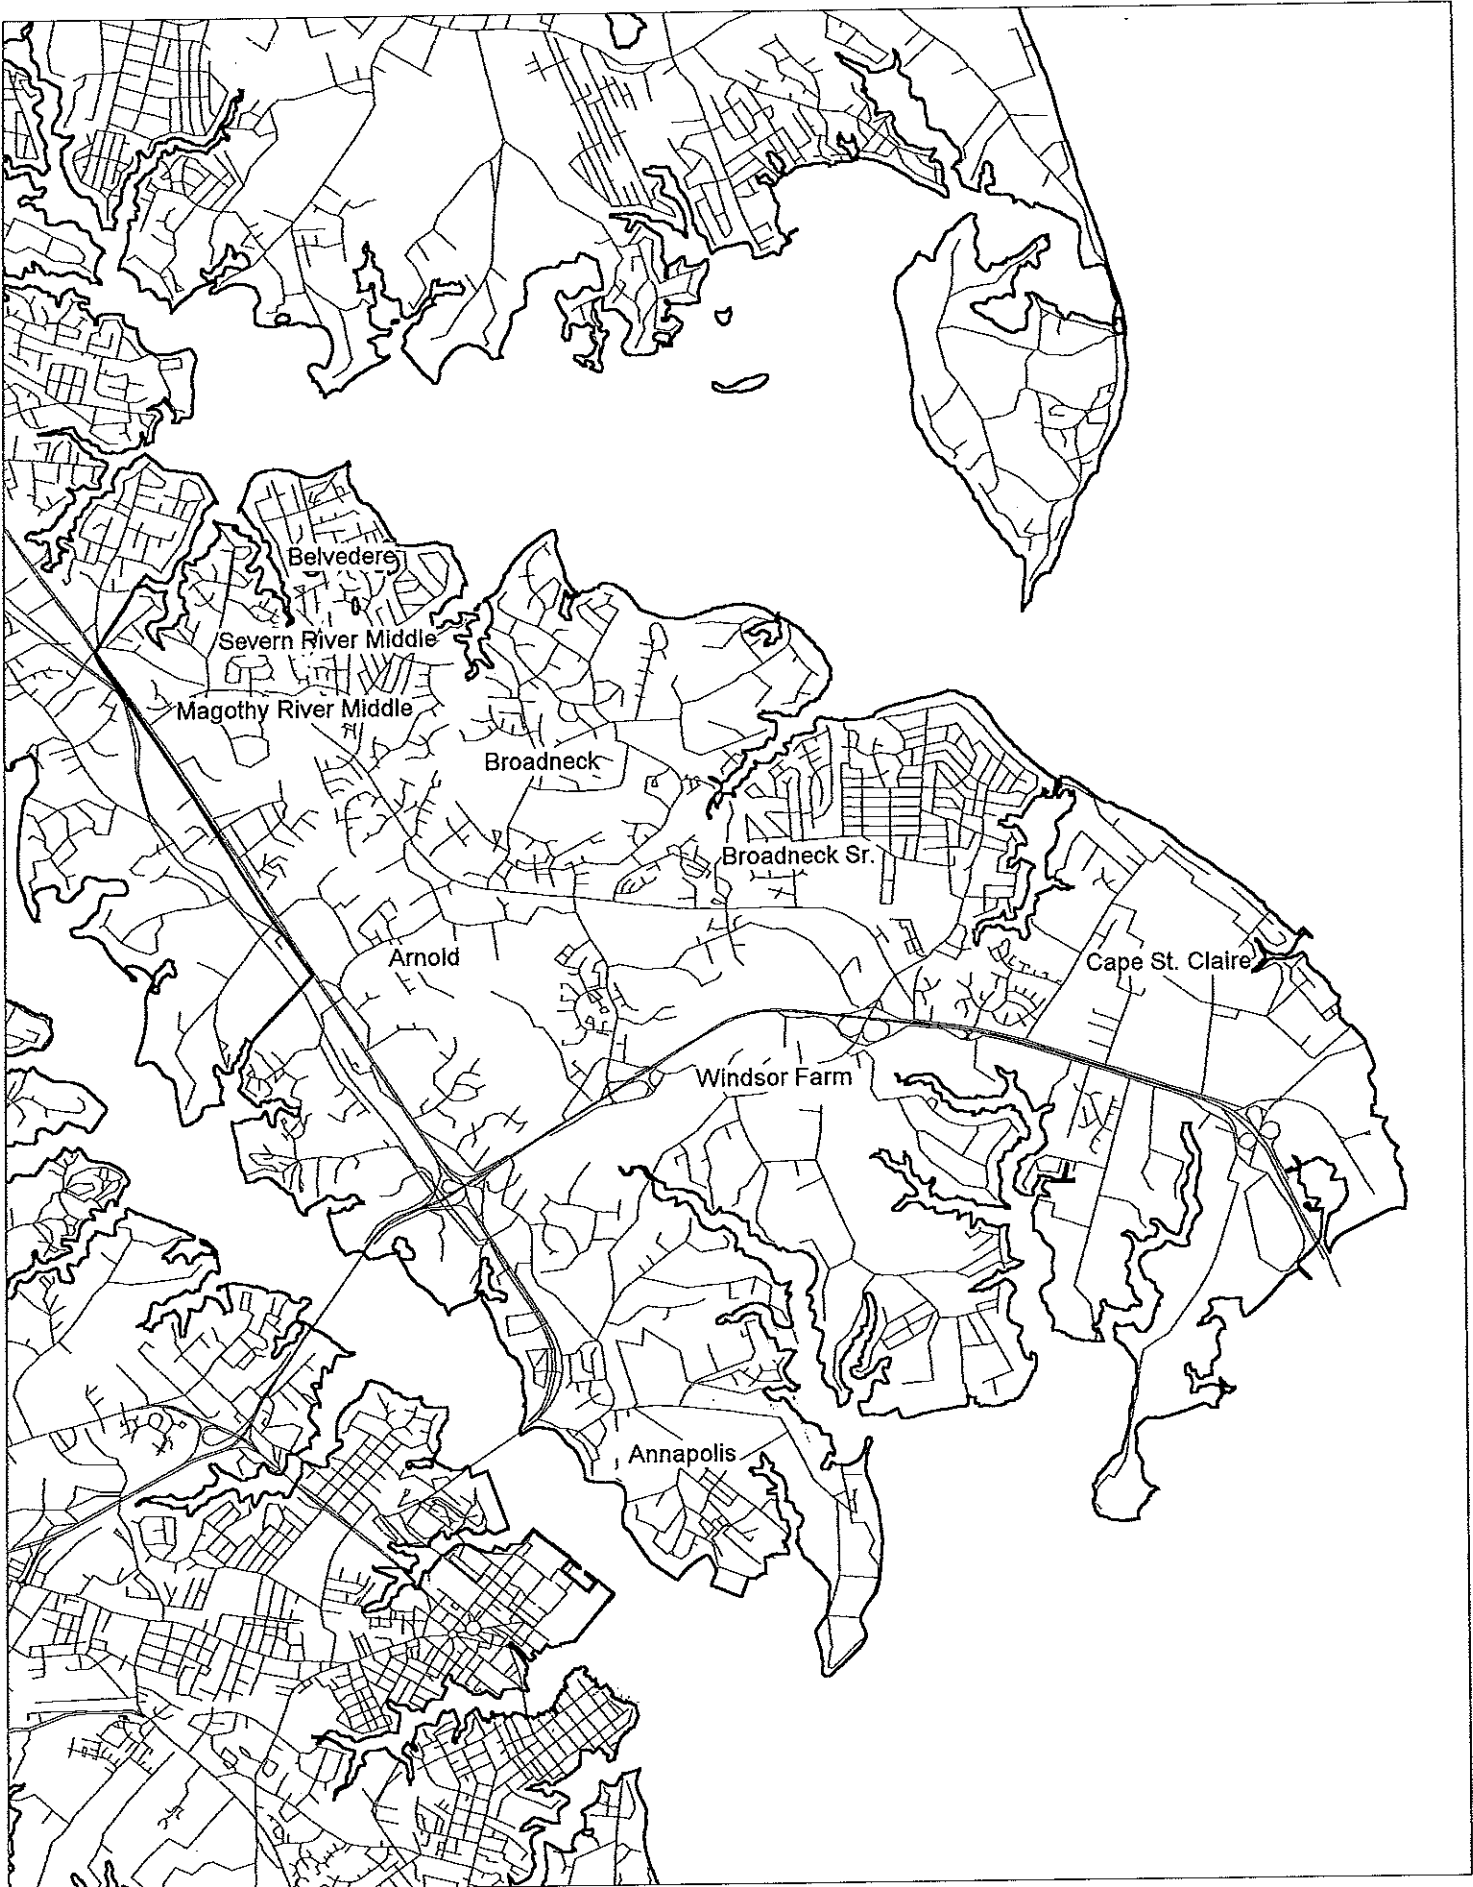 Belvedere
Severn River Middle
Magothy River Middle
Broadneck
Broadneck Sr.
Arnold
Cape St. Claire
Windsor Farm
Annapolis